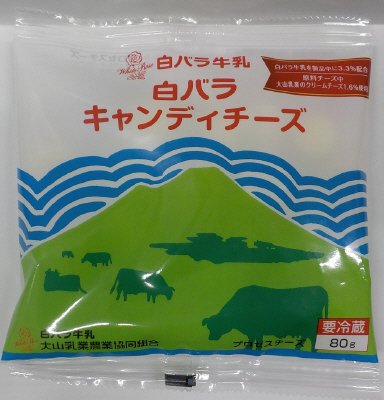 白バラ牛乳
White Rose
白バラ
キャンディチーズ
白バラ牛乳を製品中に3.3%配合
原料チーズ中
大山乳業のクリームチーズ1.6%使用
白バラ牛乳
大山乳業農業協同組合
プロセスチーズ
要冷蔵
80g